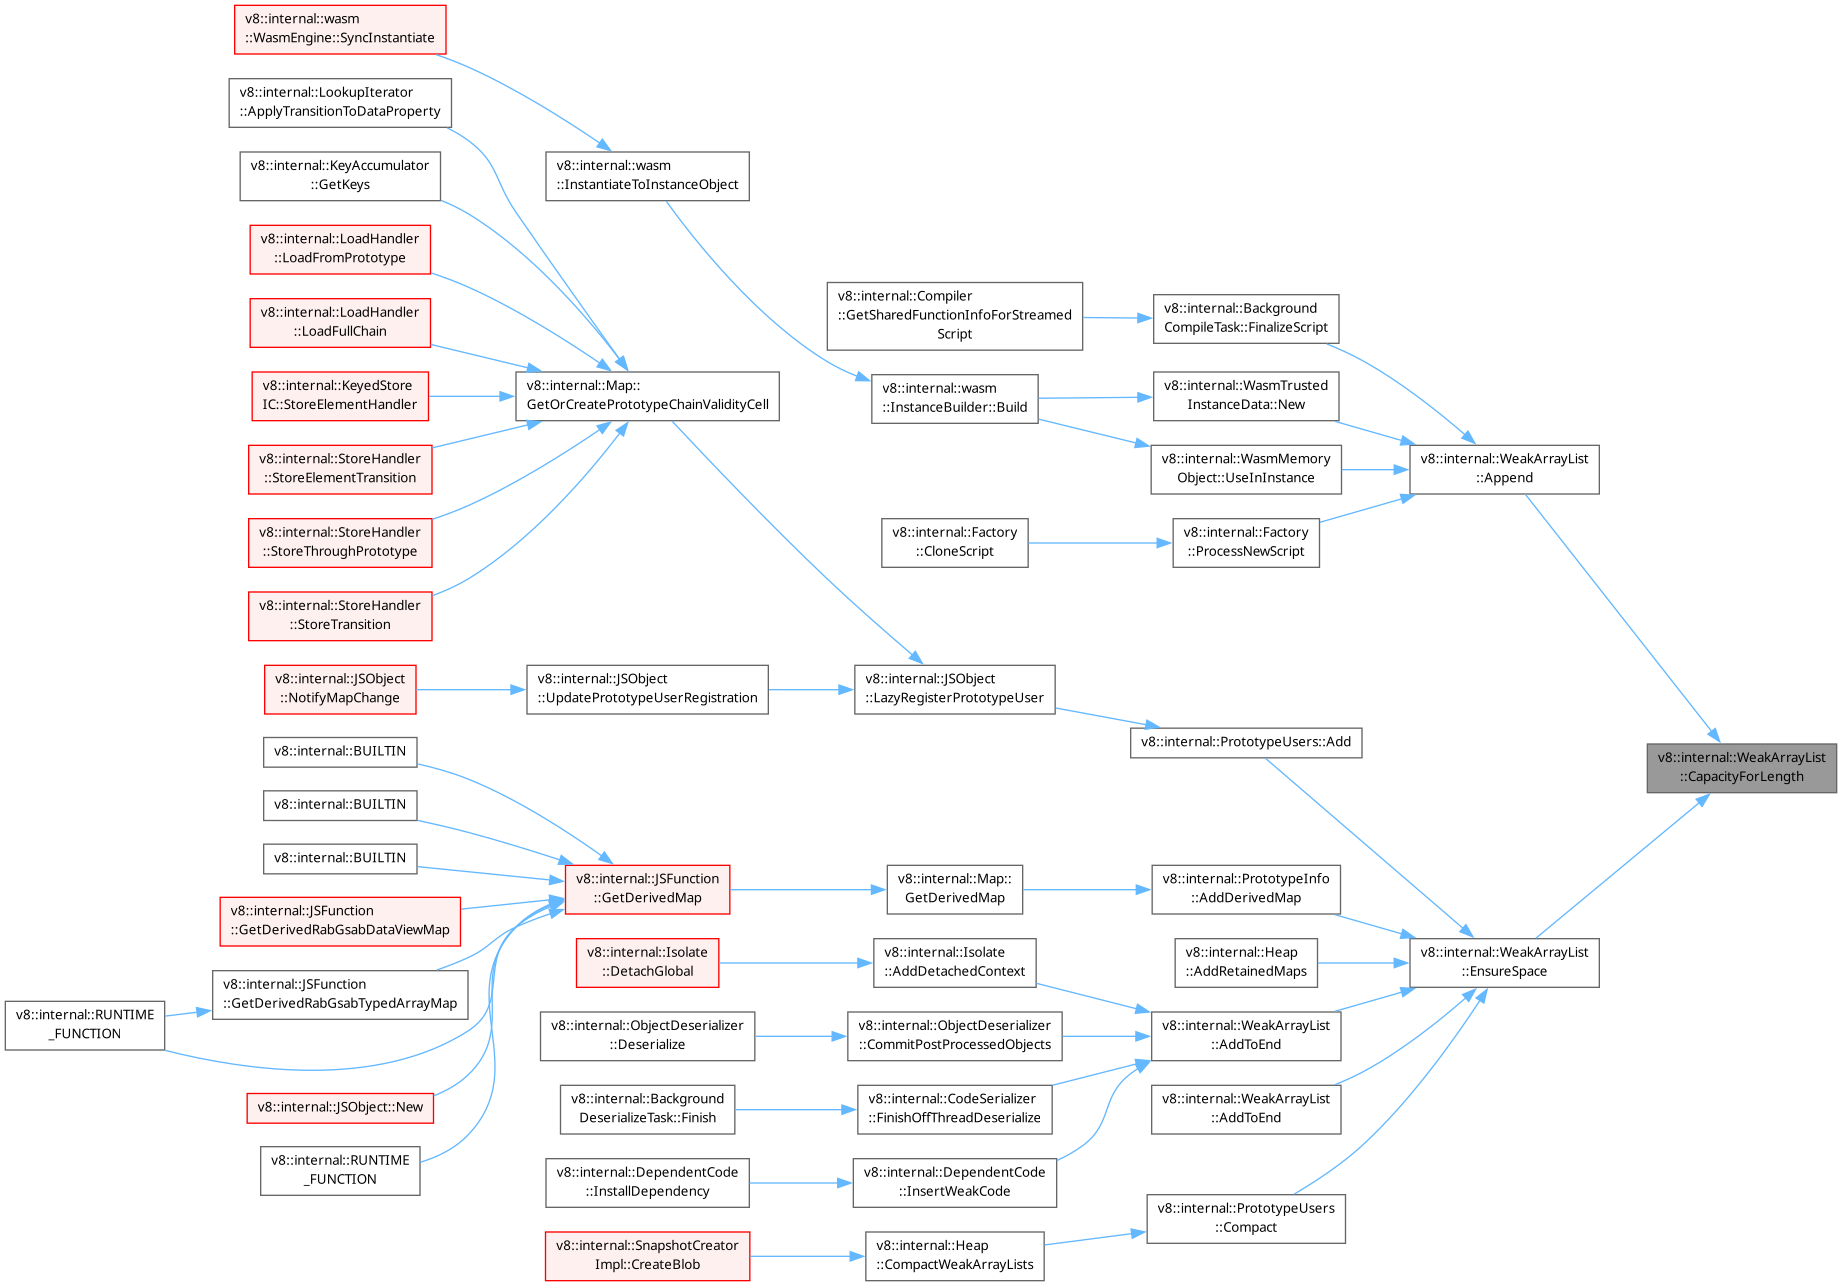 v8::internal::wasm
::WasmEngine::SyncInstantiate
v8::internal::LookupIterator
::ApplyTransitionToDataProperty
v8::internal::KeyAccumulator
::GetKeys
v8::internal::LoadHandler
::LoadFromPrototype
v8::internal::LoadHandler
::LoadFullChain
v8::internal::KeyedStore
IC::StoreElementHandler
v8::internal::StoreHandler
::StoreElementTransition
v8::internal::StoreHandler
::StoreThroughPrototype
v8::internal::StoreHandler
::StoreTransition
v8::internal::JSObject
::NotifyMapChange
v8::internal::BUILTIN
v8::internal::BUILTIN
v8::internal::BUILTIN
v8::internal::JSFunction
::GetDerivedRabGsabDataViewMap
v8::internal::JSFunction
::GetDerivedRabGsabTypedArrayMap
v8::internal::RUNTIME
_FUNCTION
v8::internal::JSObject::New
v8::internal::RUNTIME
_FUNCTION
v8::internal::wasm
::InstantiateToInstanceObject
v8::internal::Map::
GetOrCreatePrototypeChainValidityCell
v8::internal::JSObject
::UpdatePrototypeUserRegistration
v8::internal::JSFunction
::GetDerivedMap
v8::internal::Isolate
::DetachGlobal
v8::internal::ObjectDeserializer
::Deserialize
v8::internal::Background
DeserializeTask::Finish
v8::internal::DependentCode
::InstallDependency
v8::internal::SnapshotCreator
Impl::CreateBlob
v8::internal::Compiler
::GetSharedFunctionInfoForStreamed
Script
v8::internal::wasm
::InstanceBuilder::Build
v8::internal::Factory
::CloneScript
v8::internal::JSObject
::LazyRegisterPrototypeUser
v8::internal::Map::
GetDerivedMap
v8::internal::Isolate
::AddDetachedContext
v8::internal::ObjectDeserializer
::CommitPostProcessedObjects
v8::internal::CodeSerializer
::FinishOffThreadDeserialize
v8::internal::DependentCode
::InsertWeakCode
v8::internal::Heap
::CompactWeakArrayLists
v8::internal::Background
CompileTask::FinalizeScript
v8::internal::WasmTrusted
InstanceData::New
v8::internal::WasmMemory
Object::UseInInstance
v8::internal::Factory
::ProcessNewScript
v8::internal::PrototypeUsers::Add
v8::internal::PrototypeInfo
::AddDerivedMap
v8::internal::Heap
::AddRetainedMaps
v8::internal::WeakArrayList
::AddToEnd
v8::internal::WeakArrayList
::AddToEnd
v8::internal::PrototypeUsers
::Compact
v8::internal::WeakArrayList
::Append
v8::internal::WeakArrayList
::EnsureSpace
v8::internal::WeakArrayList
::CapacityForLength